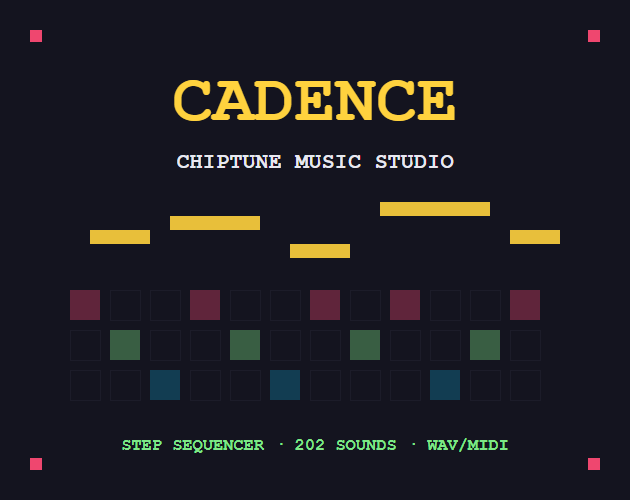 CADENCE
CHIPTUNE MUSIC STUDIO
STEP SEQUENCER · 202 SOUNDS · WAV/MIDI